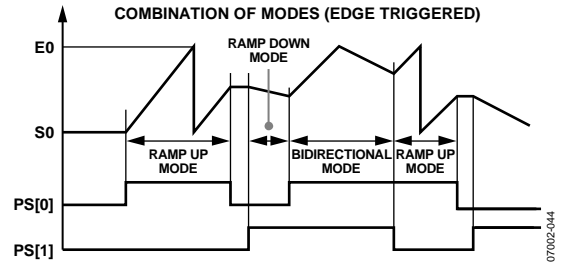 COMBINATION OF MODES (EDGE TRIGGERED)
E0
RAMP DOWN
MODE
S0
RAMP UP
MODE
BIDIRECTIONAL
MODE
RAMP UP
MODE
PS[0]
PS[1]
07002-044